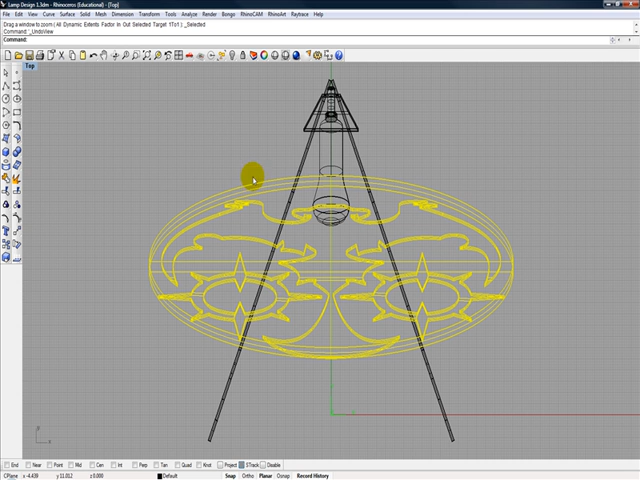 Lamp Design 1.3dm - Rhinoceros (Educational) - [Top]
File Edit View Curve Surface Solid Mesh Dimension Transform Tools Analyze Render Bongo RhinoCAM RhinoArt Raytrace Help
Drag a window to zoom ( All Dynamic Extents Factor In Out Selected Target 1To1 ): _Selected
Command: '_UndoView
Command:
Top
End Near Point Mid Cen Int Perp Tan Quad Knot Project STrack Disable
CPlane x -4.439 y 11.012 z 0.000 Default Snap Ortho Planar Osnap Record History